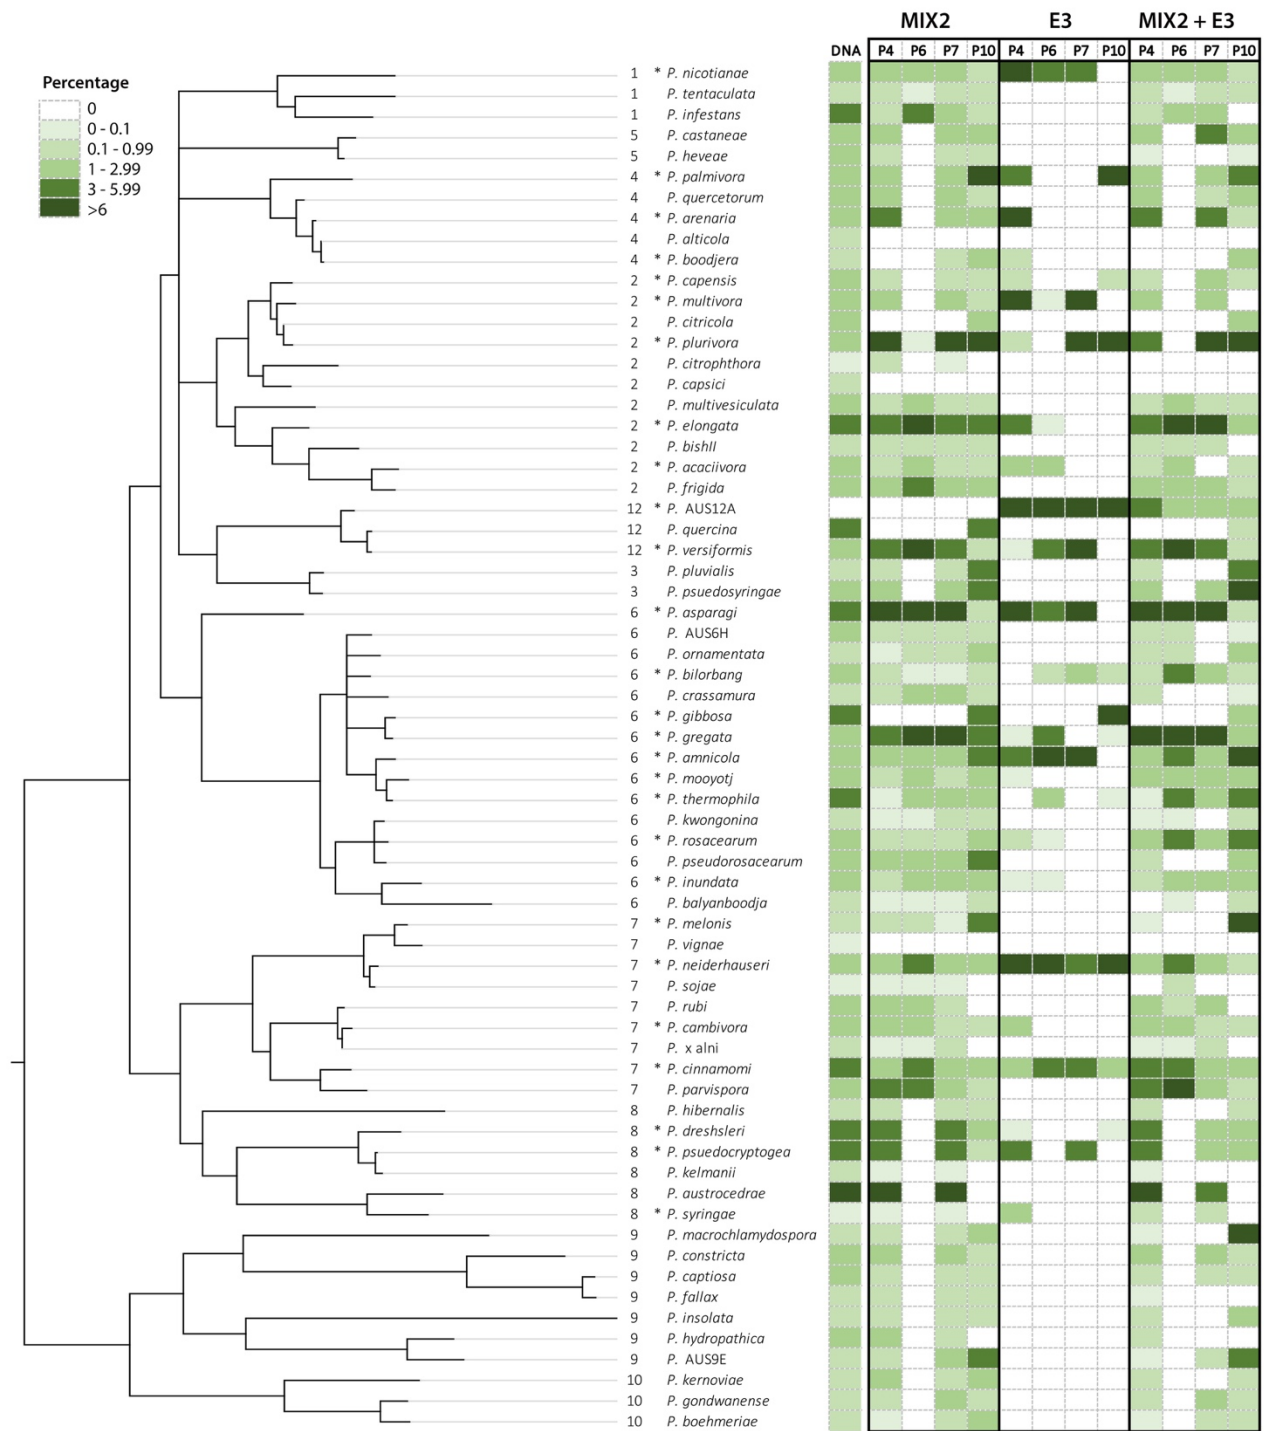 MIX2 E3 MIX2 + E3
DNA P4 P6 P7 P10 P4 P6 P7 P10 P4 P6 P7 P10
Percentage
0
0 - 0.1
0.1 - 0.99
1 - 2.99
3 - 5.99
>6
1 * P. nicotianae
1 P. tentaculata
1 P. infestans
5 P. castaneae
5 P. heveae
4 * P. palmivora
4 P. quercetorum
4 * P. arenaria
4 P. alticola
4 * P. boodjera
2 * P. capensis
2 * P. multivora
2 P. citricola
2 * P. plurivora
2 P. citrophthora
2 P. capsici
2 P. multivesiculata
2 * P. elongata
2 P. bishII
2 * P. acaciivora
2 P. frigida
12 * P. AUS12A
12 P. quercina
12 * P. versiformis
3 P. pluvialis
3 P. psuedosyringae
6 * P. asparagi
6 P. AUS6H
6 P. ornamentata
6 * P. bilorbang
6 P. crassamura
6 * P. gibbosa
6 * P. gregata
6 * P. amnicola
6 * P. mooyotj
6 * P. thermophila
6 P. kwongonina
6 * P. rosacearum
6 P. pseudorosacearum
6 * P. inundata
6 P. balyanboodja
7 * P. melonis
7 P. vignae
7 * P. neiderhauseri
7 P. sojae
7 P. rubi
7 * P. cambivora
7 P. x alni
7 * P. cinnamomi
7 P. parvispora
8 P. hibernalis
8 * P. dreshsleri
8 * P. psuedocryptogea
8 P. kelmanii
8 P. austrocedrae
8 * P. syringae
9 P. macrochlamydospora
9 P. constricta
9 P. captiosa
9 P. fallax
9 P. insolata
9 P. hydropathica
9 P. AUS9E
10 P. kernoviae
10 P. gondwanense
10 P. boehmeriae